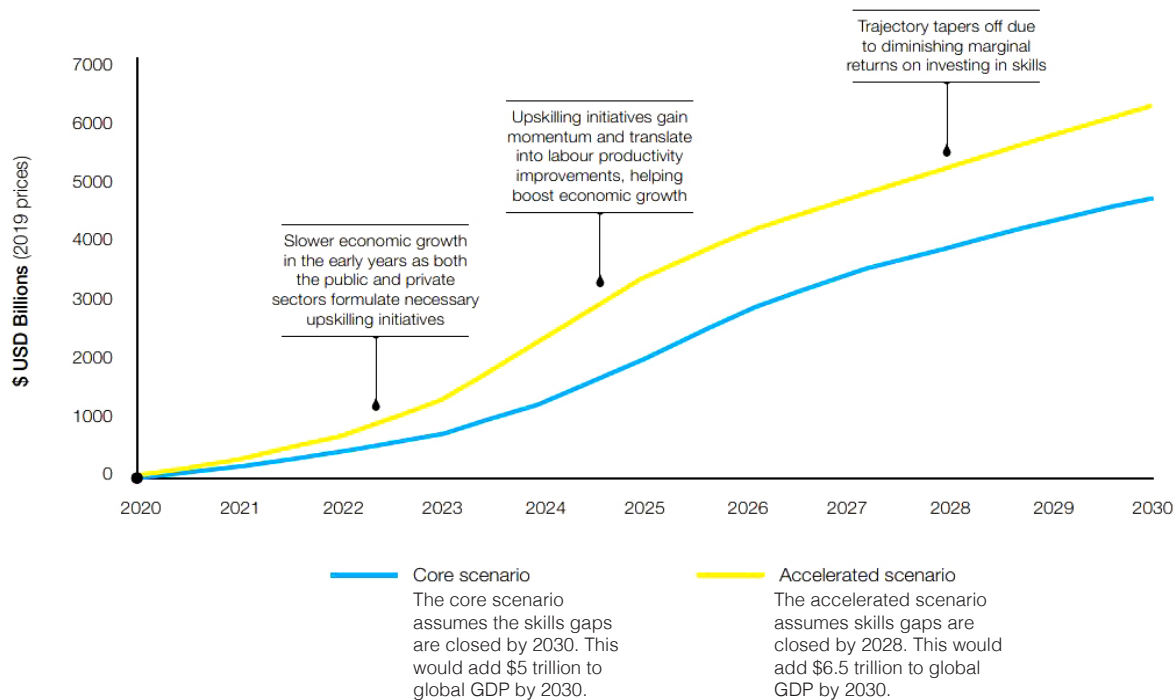 Trajectory tapers off due
to diminishing marginal
returns on investing in skills
Upskilling initiatives gain
momentum and translate
into labour productivity
improvements, helping
boost economic growth
Slower economic growth
in the early years as both
the public and private
sectors formulate necessary
upskilling initiatives
$ USD Billions (2019 prices)
7000
6000
5000
4000
3000
2000
1000
0
2020 2021 2022 2023 2024 2025 2026 2027 2028 2029 2030
Core scenario
The core scenario
assumes the skills gaps
are closed by 2030. This
would add $5 trillion to
global GDP by 2030.
Accelerated scenario
The accelerated scenario
assumes skills gaps are
closed by 2028. This would
add $6.5 trillion to global
GDP by 2030.